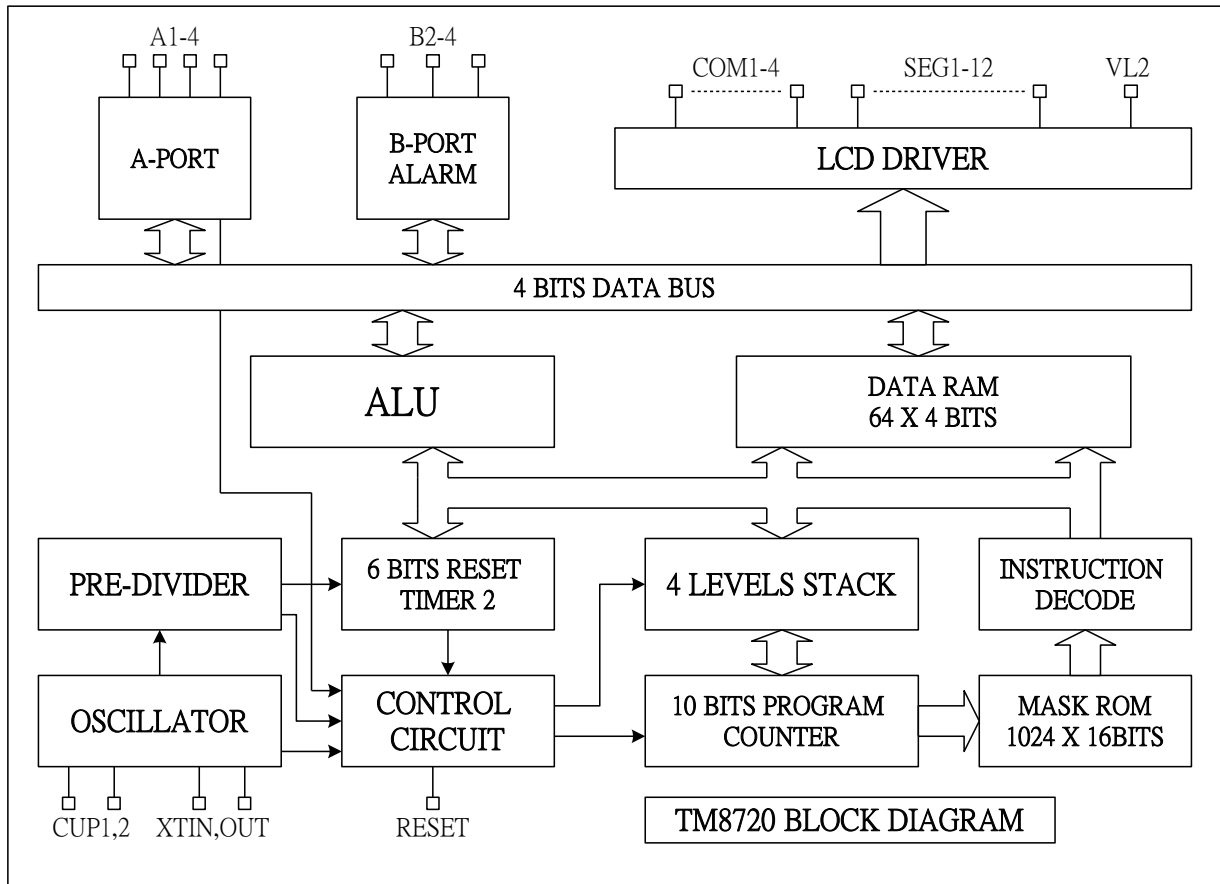 A1-4
B2-4
COM1-4
SEG1-12
VL2
A-PORT
B-PORT
ALARM
LCD DRIVER
4 BITS DATA BUS
ALU
DATA RAM
64 X 4 BITS
PRE-DIVIDER
6 BITS RESET
TIMER 2
4 LEVELS STACK
INSTRUCTION
DECODE
OSCILLATOR
CONTROL
CIRCUIT
10 BITS PROGRAM
COUNTER
MASK ROM
1024 X 16BITS
CUP1,2
XTIN,OUT
RESET
TM8720 BLOCK DIAGRAM